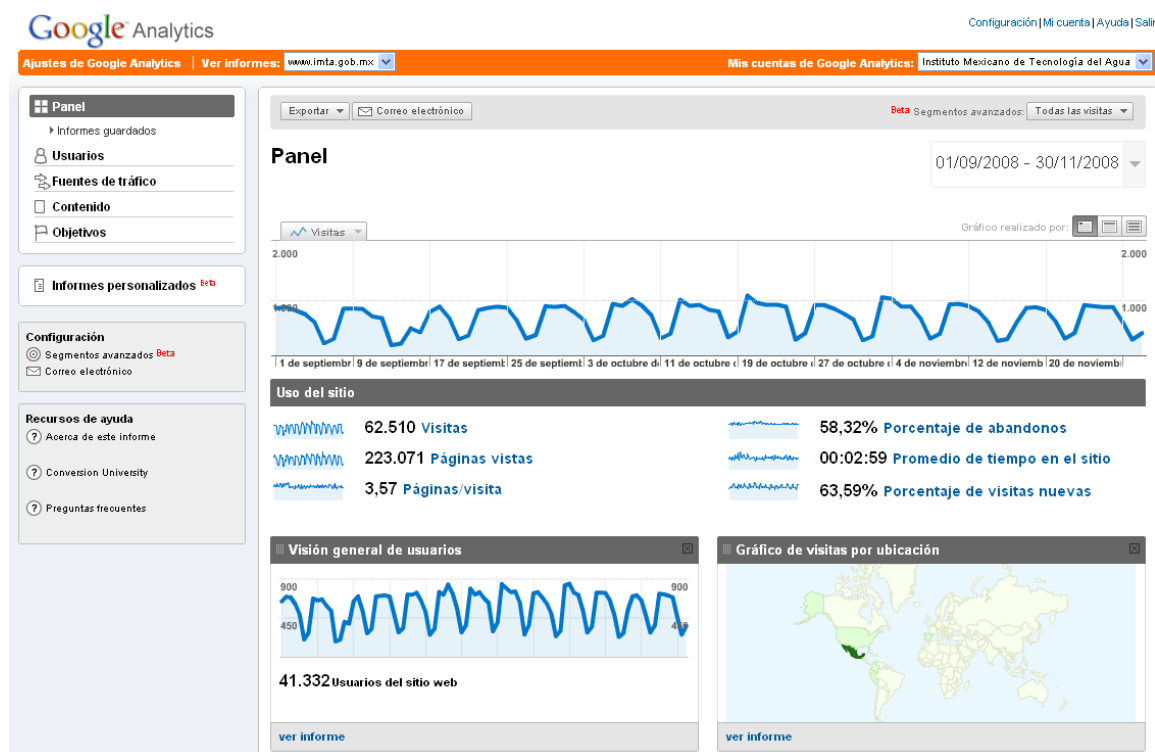 Google Analytics
Configuración | Mi cuenta | Ayuda | Salir
Ajustes de Google Analytics | Ver informes: www.imta.gob.mx
Mis cuentas de Google Analytics: Instituto Mexicano de Tecnología del Agua
Panel
Informes guardados
Usuarios
Fuentes de tráfico
Contenido
Objetivos
Informes personalizados Beta
Configuración
Segmentos avanzados Beta
Correo electrónico
Recursos de ayuda
Acerca de este informe
Conversion University
Preguntas frecuentes
Exportar Correo electrónico
Beta Segmentos avanzados: Todas las visitas
Panel
01/09/2008 - 30/11/2008
Visitas
Gráfico realizado por:
2.000 2.000
1.000 1.000
1 de septiembr 9 de septiembr 17 de septiemt 25 de septiemt 3 de octubre d 11 de octubre 19 de octubre 27 de octubre 4 de noviembr 12 de noviemb 20 de noviemb
Uso del sitio
62.510 Visitas
223.071 Páginas vistas
3,57 Páginas/visita
58,32% Porcentaje de abandonos
00:02:59 Promedio de tiempo en el sitio
63,59% Porcentaje de visitas nuevas
Visión general de usuarios
900 900
450 450
41.332 Usuarios del sitio web
ver informe
Gráfico de visitas por ubicación
ver informe